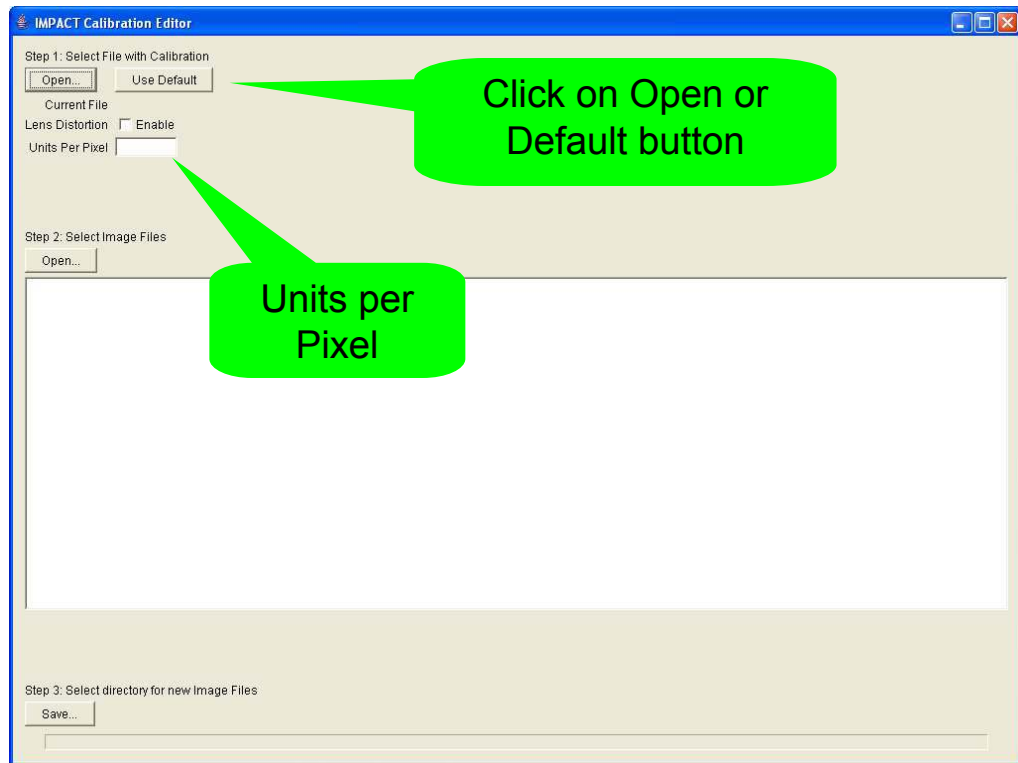 IMPACT Calibration Editor
Step 1: Select File with Calibration
Open...
Use Default
Click on Open or
Default button
Current File
Lens Distortion Enable
Units Per Pixel
Step 2: Select Image Files
Open...
Units per
Pixel
Step 3: Select directory for new Image Files
Save...